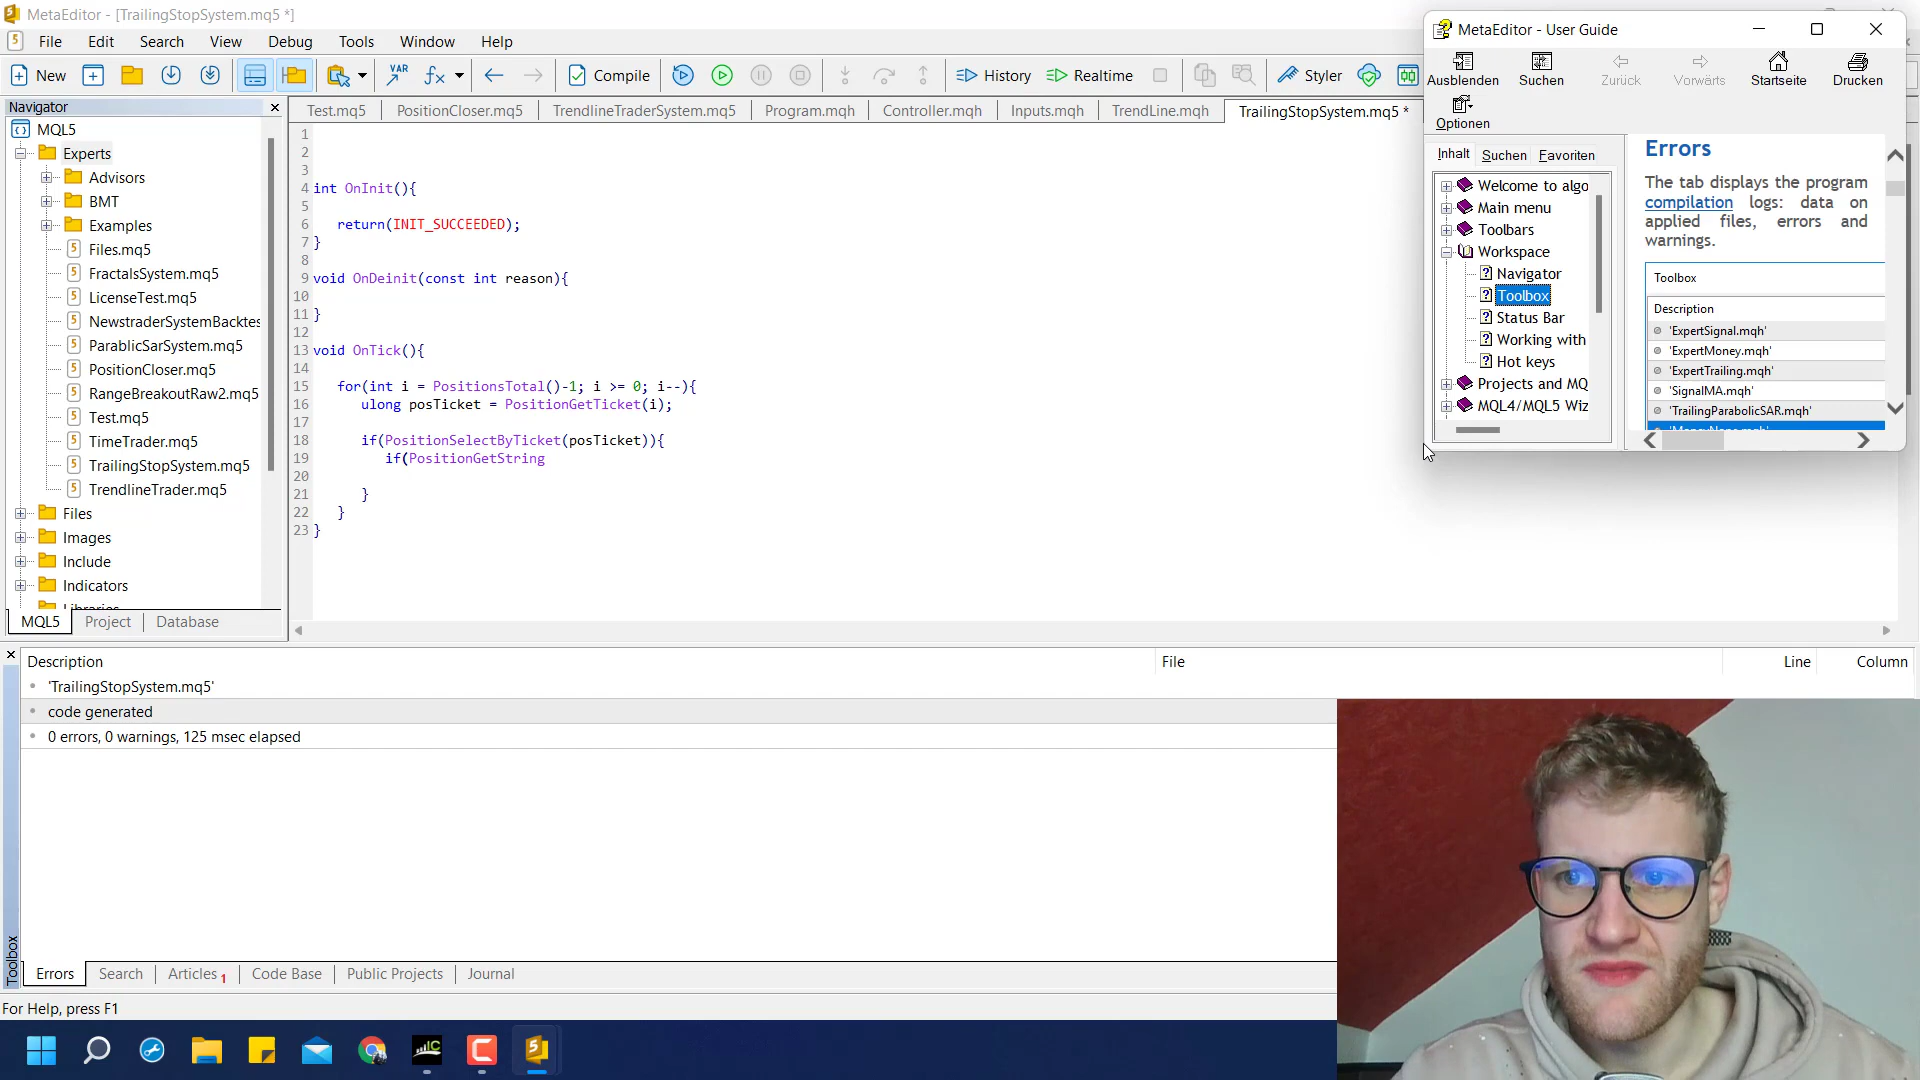 MetaEditor - [TrailingStopSystem.mq5 *]
File Edit Search View Debug Tools Window Help
New Compile History Realtime Styler
VAR
Navigator
MQL5
Experts
Advisors
BMT
Examples
Files.mq5
FractalsSystem.mq5
LicenseTest.mq5
NewstraderSystemBacktes
ParablicSarSystem.mq5
PositionCloser.mq5
RangeBreakoutRaw2.mq5
Test.mq5
TimeTrader.mq5
TrailingStopSystem.mq5
TrendlineTrader.mq5
Files
Images
Include
Indicators
MQL5 Project Database
Test.mq5 PositionCloser.mq5 TrendlineTraderSystem.mq5 Program.mqh Controller.mqh Inputs.mqh TrendLine.mqh TrailingStopSystem.mq5 *
1
2
3
4 int OnInit(){
5
6 return(INIT_SUCCEEDED);
7 }
8
9 void OnDeinit(const int reason){
10
11 }
12
13 void OnTick(){
14
15 for(int i = PositionsTotal()-1; i >= 0; i--){
16 ulong posTicket = PositionGetTicket(i);
17
18 if(PositionSelectByTicket(posTicket)){
19 if(PositionGetString
20
21 }
22 }
23 }
MetaEditor - User Guide
Ausblenden Suchen Zurück Vorwärts Startseite Drucken
Optionen
Inhalt Suchen Favoriten
Welcome to algo
Main menu
Toolbars
Workspace
Navigator
Toolbox
Status Bar
Working with
Hot keys
Projects and MQ
MQL4/MQL5 Wiz
Errors
The tab displays the program
compilation logs: data on
applied files, errors and
warnings.
Toolbox
Description
'ExpertSignal.mqh'
'ExpertMoney.mqh'
'ExpertTrailing.mqh'
'SignalMA.mqh'
'TrailingParabolicSAR.mqh'
Description File Line Column
'TrailingStopSystem.mq5'
code generated
0 errors, 0 warnings, 125 msec elapsed
Toolbox
Errors Search Articles 1 Code Base Public Projects Journal
For Help, press F1